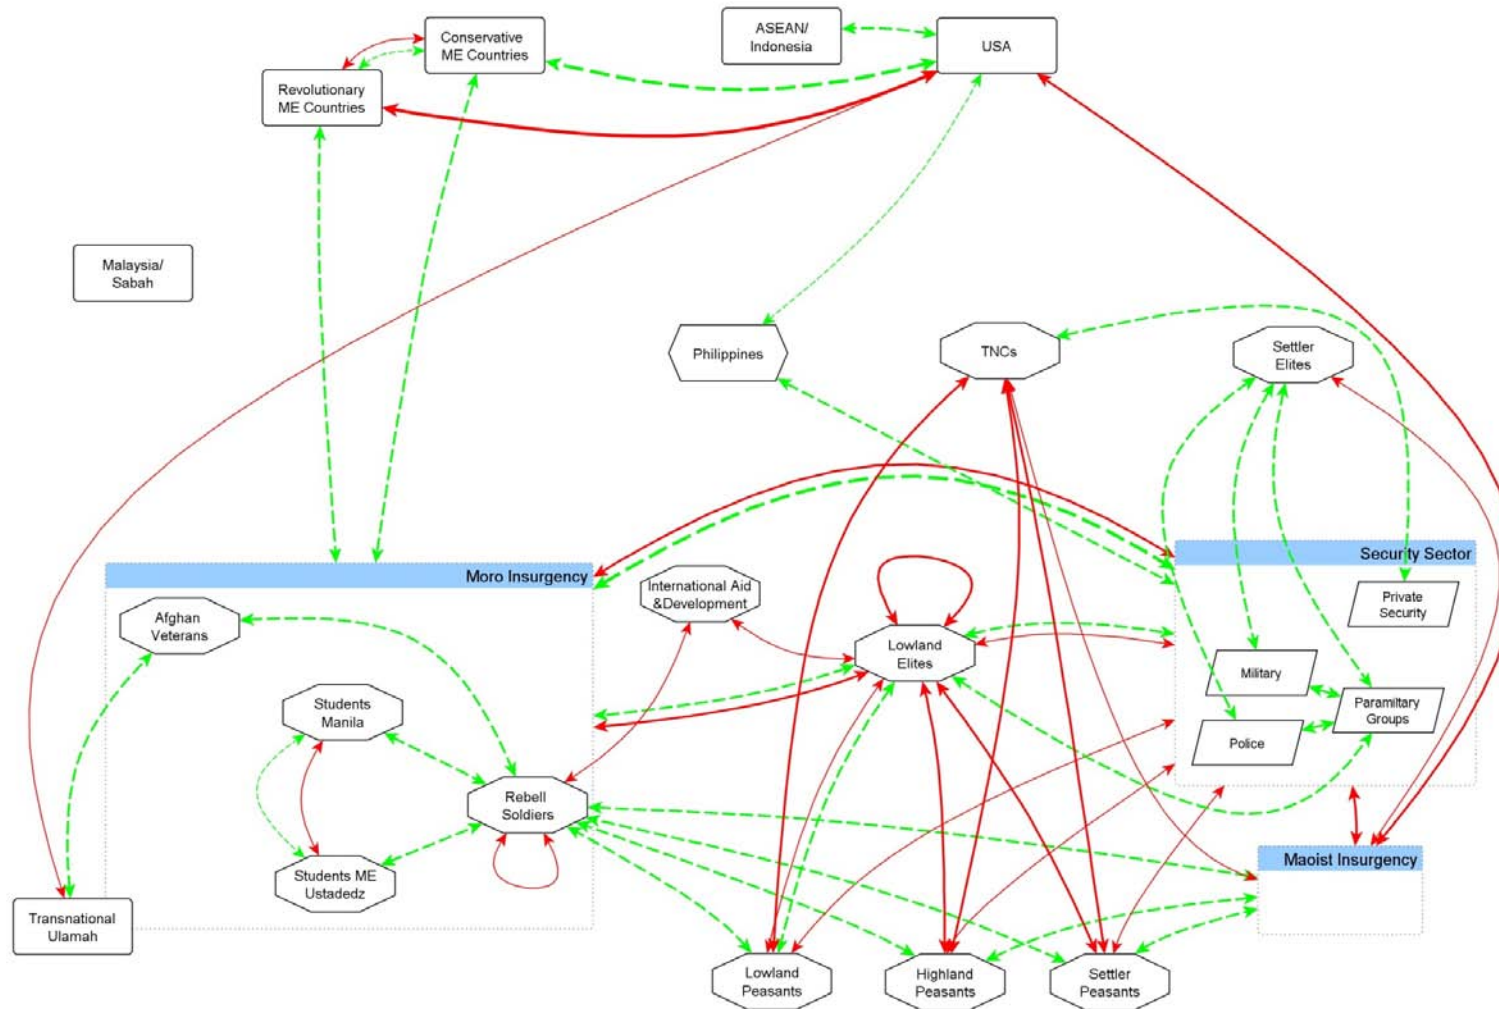 Conservative
ME Countries
ASEAN/
Indonesia
USA
Revolutionary
ME Countries
Malaysia/
Sabah
Philippines
TNCs
Settler
Elites
Moro Insurgency
Security Sector
International Aid
&Development
Private
Security
Afghan
Veterans
Lowland
Elites
Military
Students
Manila
Paramiltary
Groups
Police
Rebell
Soldiers
Maoist Insurgency
Students ME
Ustadedz
Transnational
Ulamah
Lowland
Peasants
Highland
Peasants
Settler
Peasants